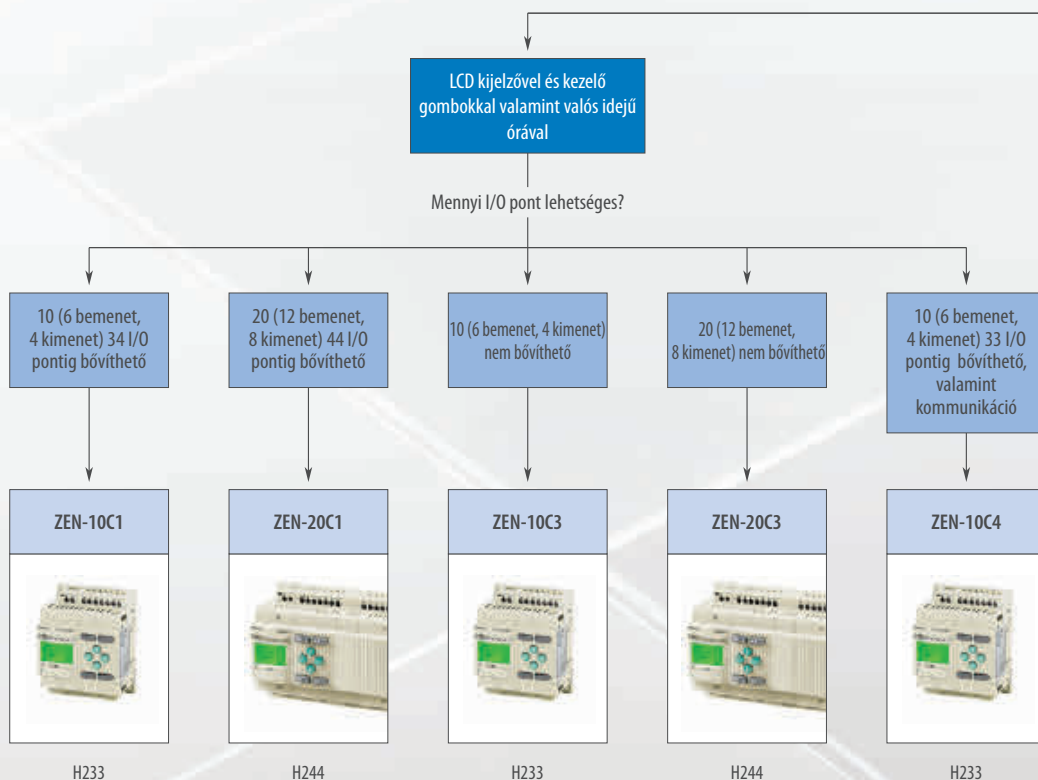 LCD kijelzővel és kezelő
gombokkal valamint valós idejű
órával
Mennyi I/O pont lehetséges?
10 (6 bemenet,
4 kimenet) 34 I/O
pontig bővíthető
20 (12 bemenet,
8 kimenet) 44 I/O
pontig bővíthető
10 (6 bemenet, 4 kimenet)
nem bővíthető
20 (12 bemenet,
8 kimenet) nem bővíthető
10 (6 bemenet,
4 kimenet) 33 I/O
pontig bővíthető,
valamint
kommunikáció
ZEN-10C1
ZEN-20C1
ZEN-10C3
ZEN-20C3
ZEN-10C4
H233
H244
H233
H244
H233